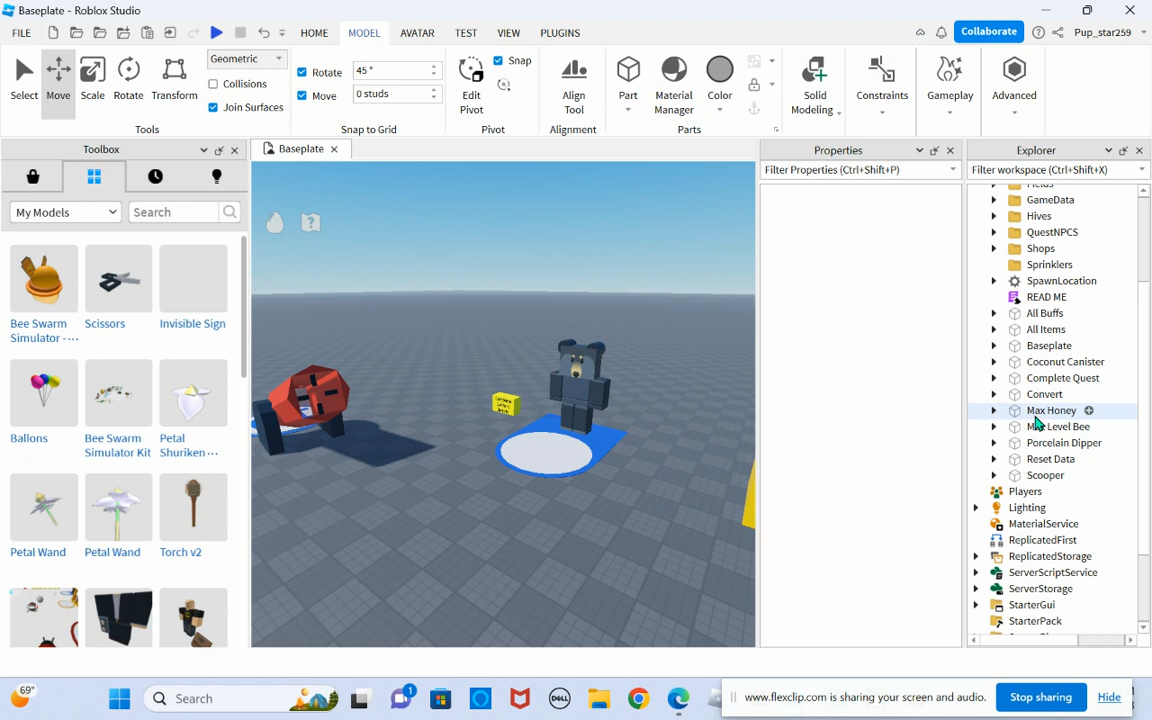 Baseplate - Roblox Studio
FILE HOME MODEL AVATAR TEST VIEW PLUGINS Collaborate Pup_star259
Select Move Scale Rotate Transform
Geometric
Collisions
Join Surfaces
Tools
Rotate 45 °
Move 0 studs
Snap to Grid
Edit Pivot
Snap
Pivot
Align Tool
Alignment
Part Material Manager Color
Parts
Solid Modeling
Constraints
Gameplay
Advanced
Toolbox
My Models
Search
Bee Swarm Simulator - ...
Scissors
Invisible Sign
Ballons
Bee Swarm Simulator Kit
Petal Shuriken ...
Petal Wand
Petal Wand
Torch v2
Baseplate
Properties
Filter Properties (Ctrl+Shift+P)
Explorer
Filter workspace (Ctrl+Shift+X)
Fields
GameData
Hives
QuestNPCS
Shops
Sprinklers
SpawnLocation
READ ME
All Buffs
All Items
Baseplate
Coconut Canister
Complete Quest
Convert
Max Honey
Max Level Bee
Porcelain Dipper
Reset Data
Scooper
Players
Lighting
MaterialService
ReplicatedFirst
ReplicatedStorage
ServerScriptService
ServerStorage
StarterGui
StarterPack
69°
Search
1
DELL
www.flexclip.com is sharing your screen and audio.
Stop sharing
Hide